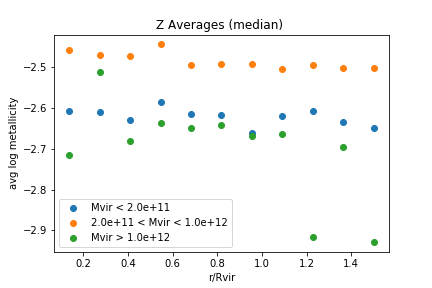 Z Averages (median)
avg log metallicity
−2.5
−2.6
−2.7
−2.8
−2.9
Mvir < 2.0e+11
2.0e+11 < Mvir < 1.0e+12
Mvir > 1.0e+12
0.2 0.4 0.6 0.8 1.0 1.2 1.4
r/Rvir